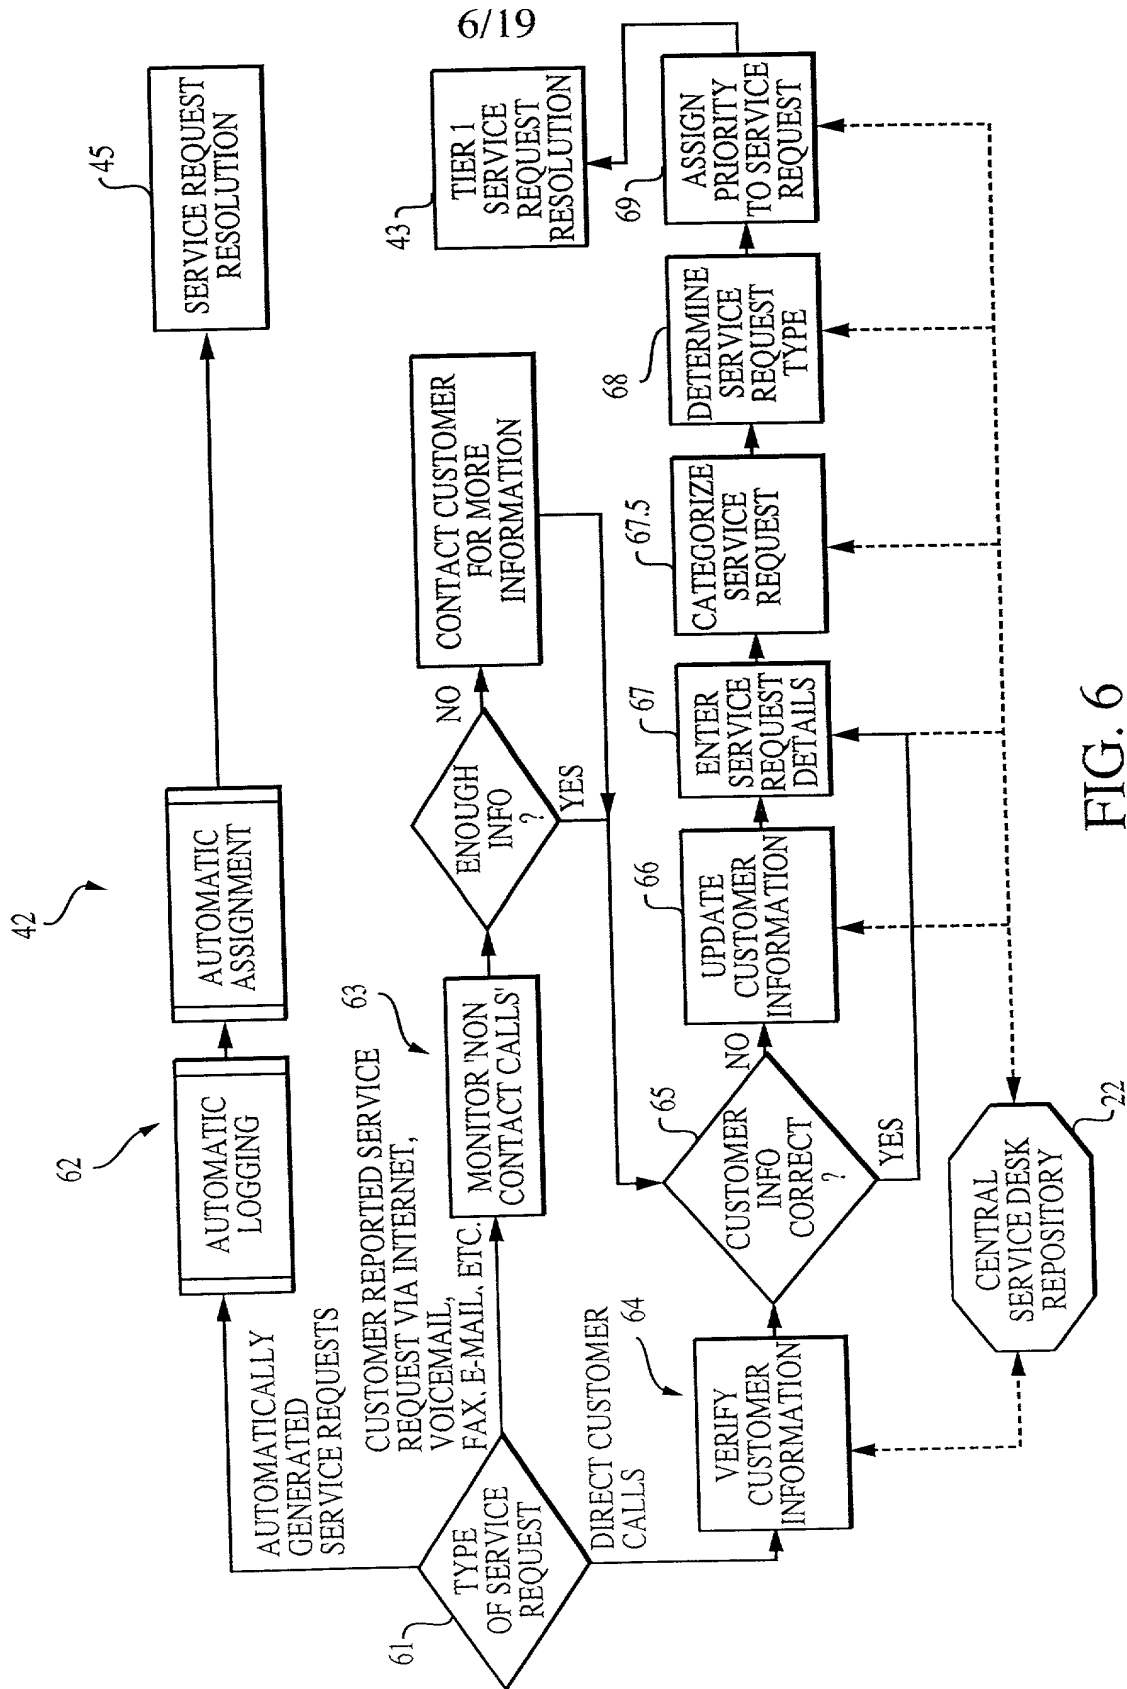 6/19
45
SERVICE REQUEST
RESOLUTION
42
AUTOMATIC
ASSIGNMENT
62
AUTOMATIC
LOGGING
AUTOMATICALLY
GENERATED
SERVICE REQUESTS
61
TYPE
OF SERVICE
REQUEST
CUSTOMER REPORTED SERVICE
REQUEST VIA INTERNET,
VOICEMAIL,
FAX, E-MAIL, ETC.
63
MONITOR 'NON
CONTACT CALLS'
ENOUGH
INFO
?
NO
YES
CONTACT CUSTOMER
FOR MORE
INFORMATION
43
TIER 1
SERVICE
REQUEST
RESOLUTION
DIRECT CUSTOMER
CALLS
64
VERIFY
CUSTOMER
INFORMATION
65
CUSTOMER
INFO
CORRECT
?
NO
YES
66
UPDATE
CUSTOMER
INFORMATION
67
ENTER
SERVICE
REQUEST
DETAILS
67.5
CATEGORIZE
SERVICE
REQUEST
68
DETERMINE
SERVICE
REQUEST
TYPE
69
ASSIGN
PRIORITY
TO SERVICE
REQUEST
CENTRAL
SERVICE DESK
REPOSITORY
22
FIG. 6